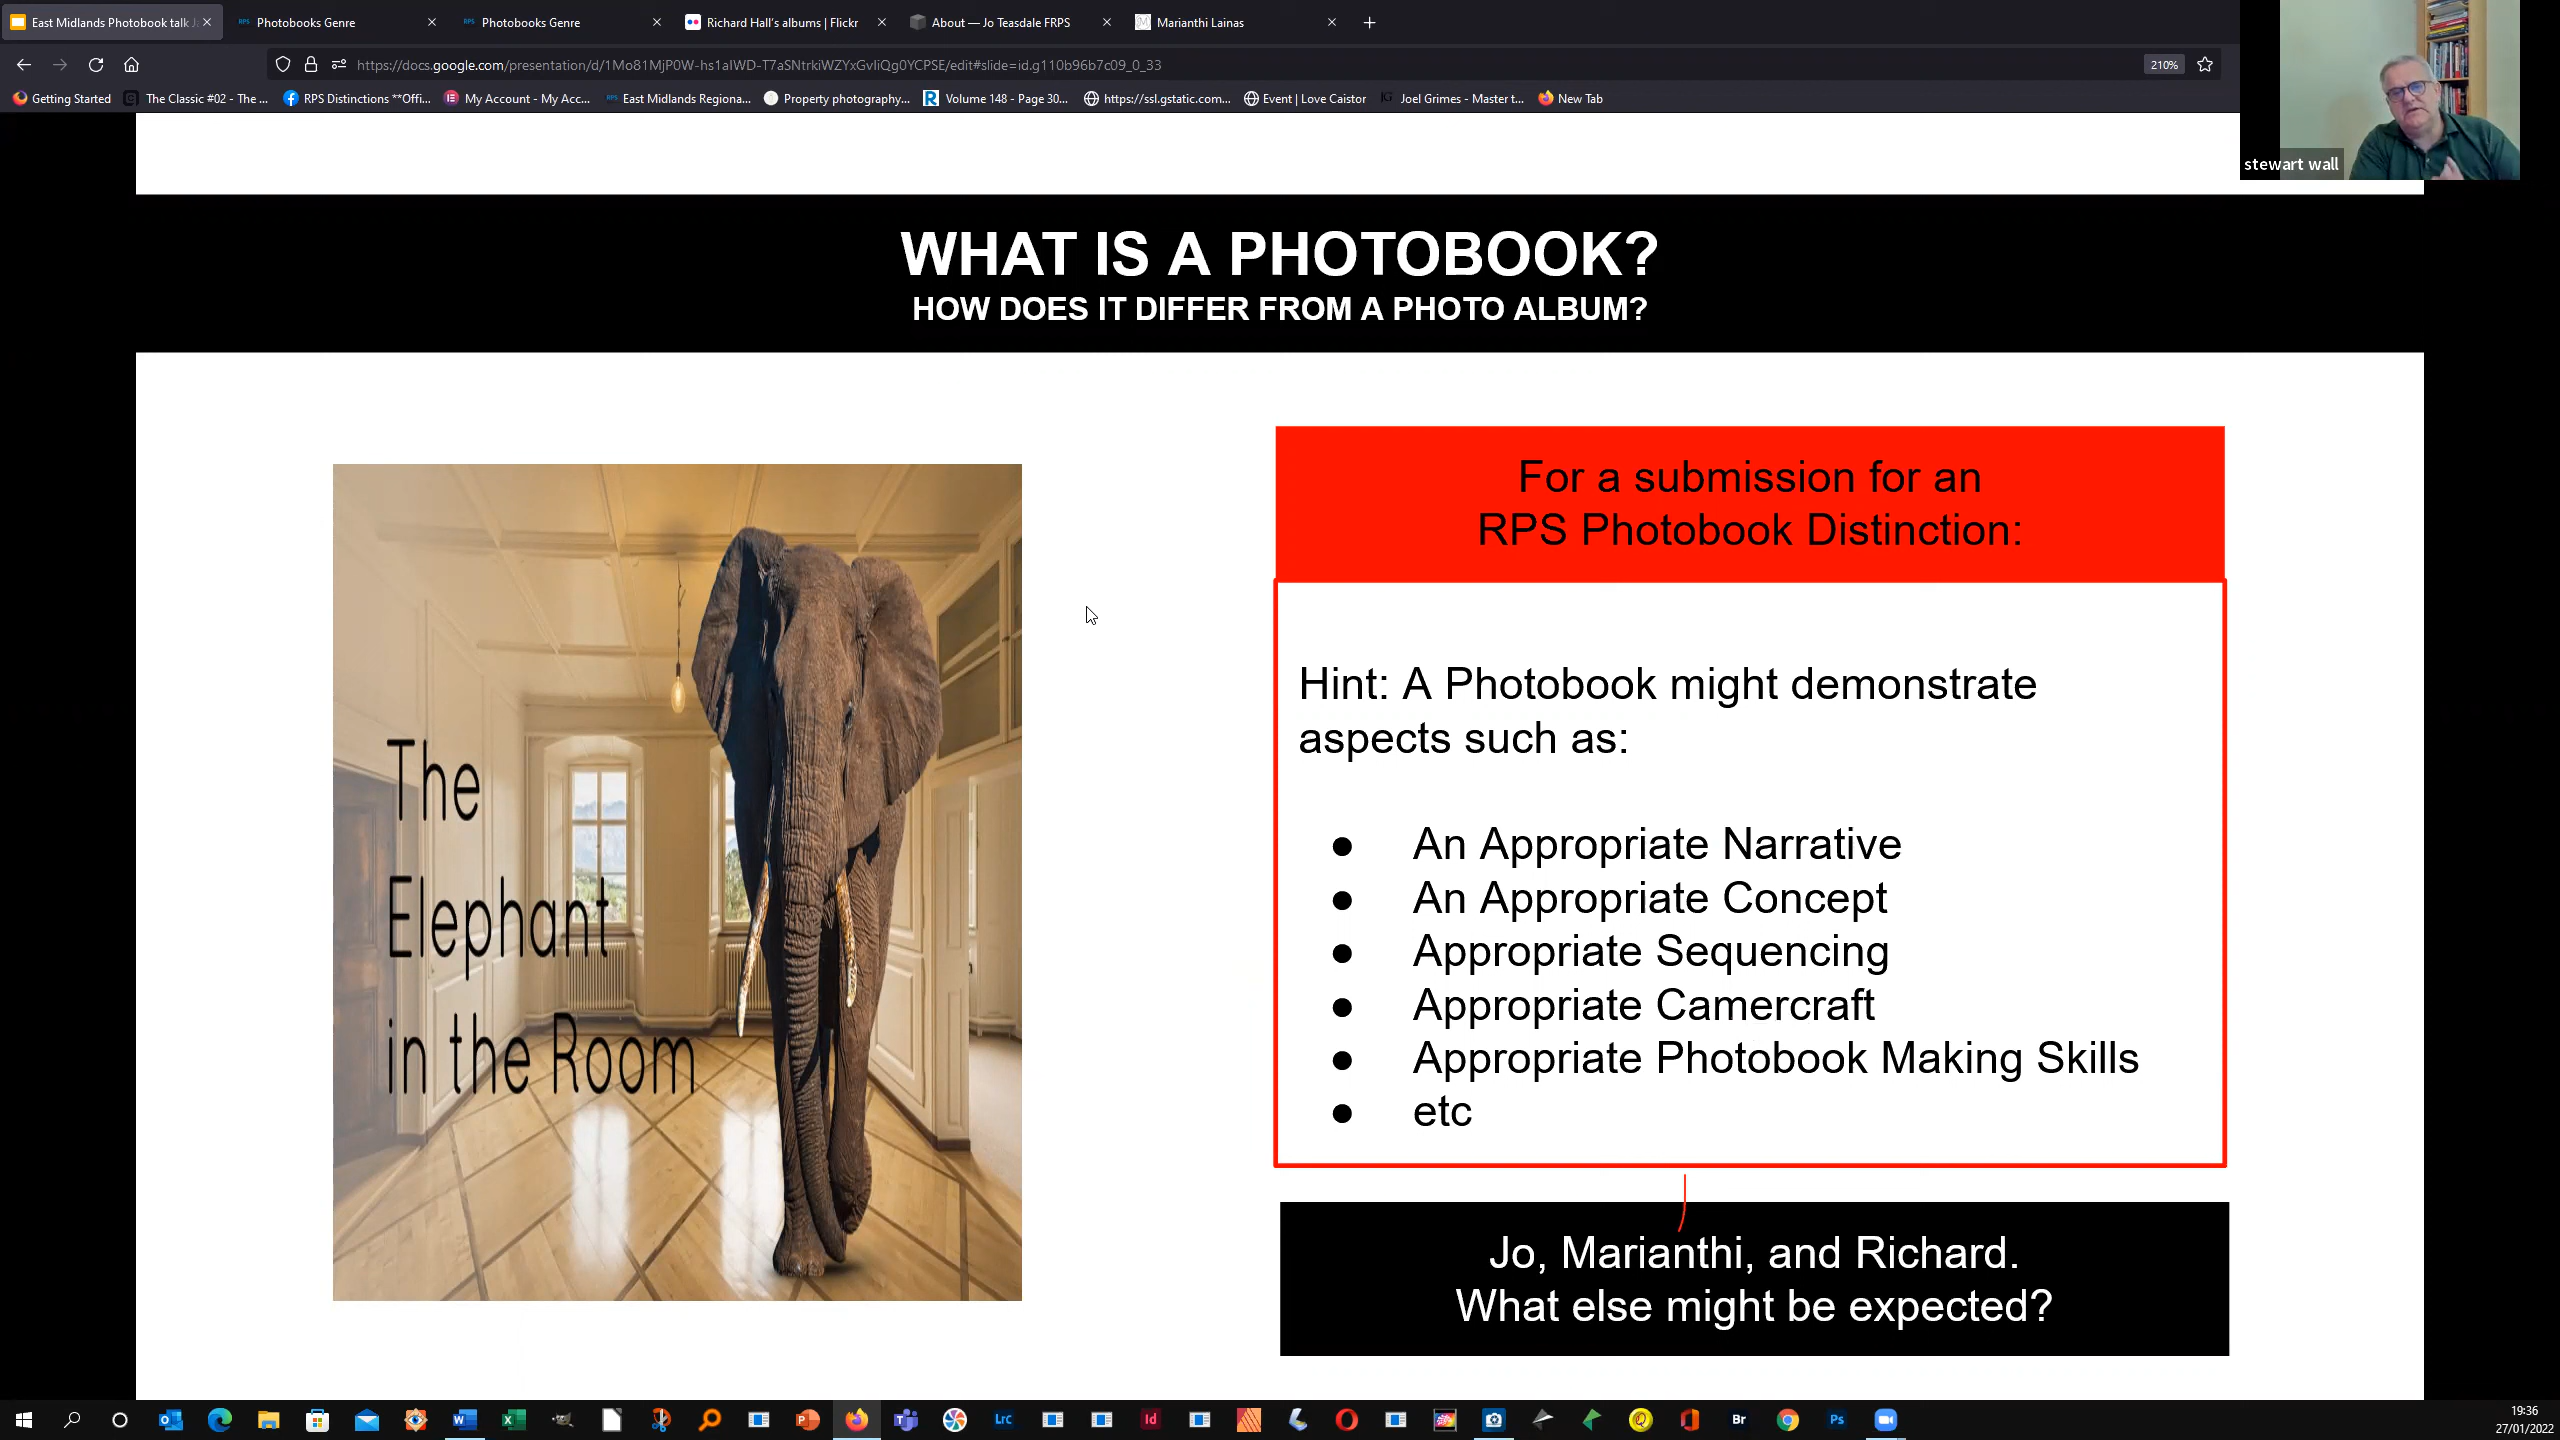 East Midlands Photobook talk J
Photobooks Genre
Photobooks Genre
Richard Hall's albums | Flickr
About — Jo Teasdale FRPS
Marianthi Lainas
https://docs.google.com/presentation/d/1Mo81MjP0W-hs1aIWD-T7aSNtrkiWZYxGvIiQg0YCPSE/edit#slide=id.g110b96b7c09_0_33
210%
Getting Started
The Classic #02 - The ...
RPS Distinctions **Offi...
My Account - My Acc...
East Midlands Regiona...
Property photography...
Volume 148 - Page 30...
https://ssl.gstatic.com...
Event | Love Caistor
Joel Grimes - Master t...
New Tab
stewart wall
WHAT IS A PHOTOBOOK?
HOW DOES IT DIFFER FROM A PHOTO ALBUM?
The
Elephant
in the Room
For a submission for an
RPS Photobook Distinction:
Hint: A Photobook might demonstrate
aspects such as:
● An Appropriate Narrative
● An Appropriate Concept
● Appropriate Sequencing
● Appropriate Camercraft
● Appropriate Photobook Making Skills
● etc
Jo, Marianthi, and Richard.
What else might be expected?
Lrc
Id
Br
Ps
19:36
27/01/2022